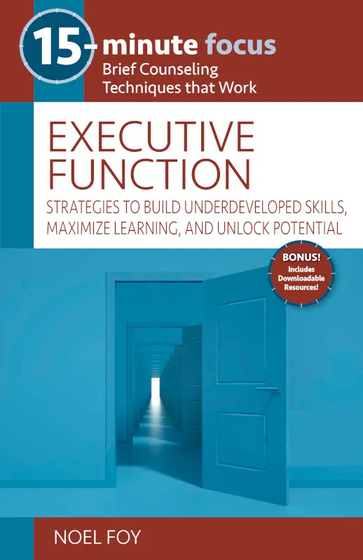 15-minute focus
Brief Counseling
Techniques that Work
EXECUTIVE
FUNCTION
STRATEGIES TO BUILD UNDERDEVELOPED SKILLS,
MAXIMIZE LEARNING, AND UNLOCK POTENTIAL
BONUS!
Includes
Downloadable
Resources!
NOEL FOY